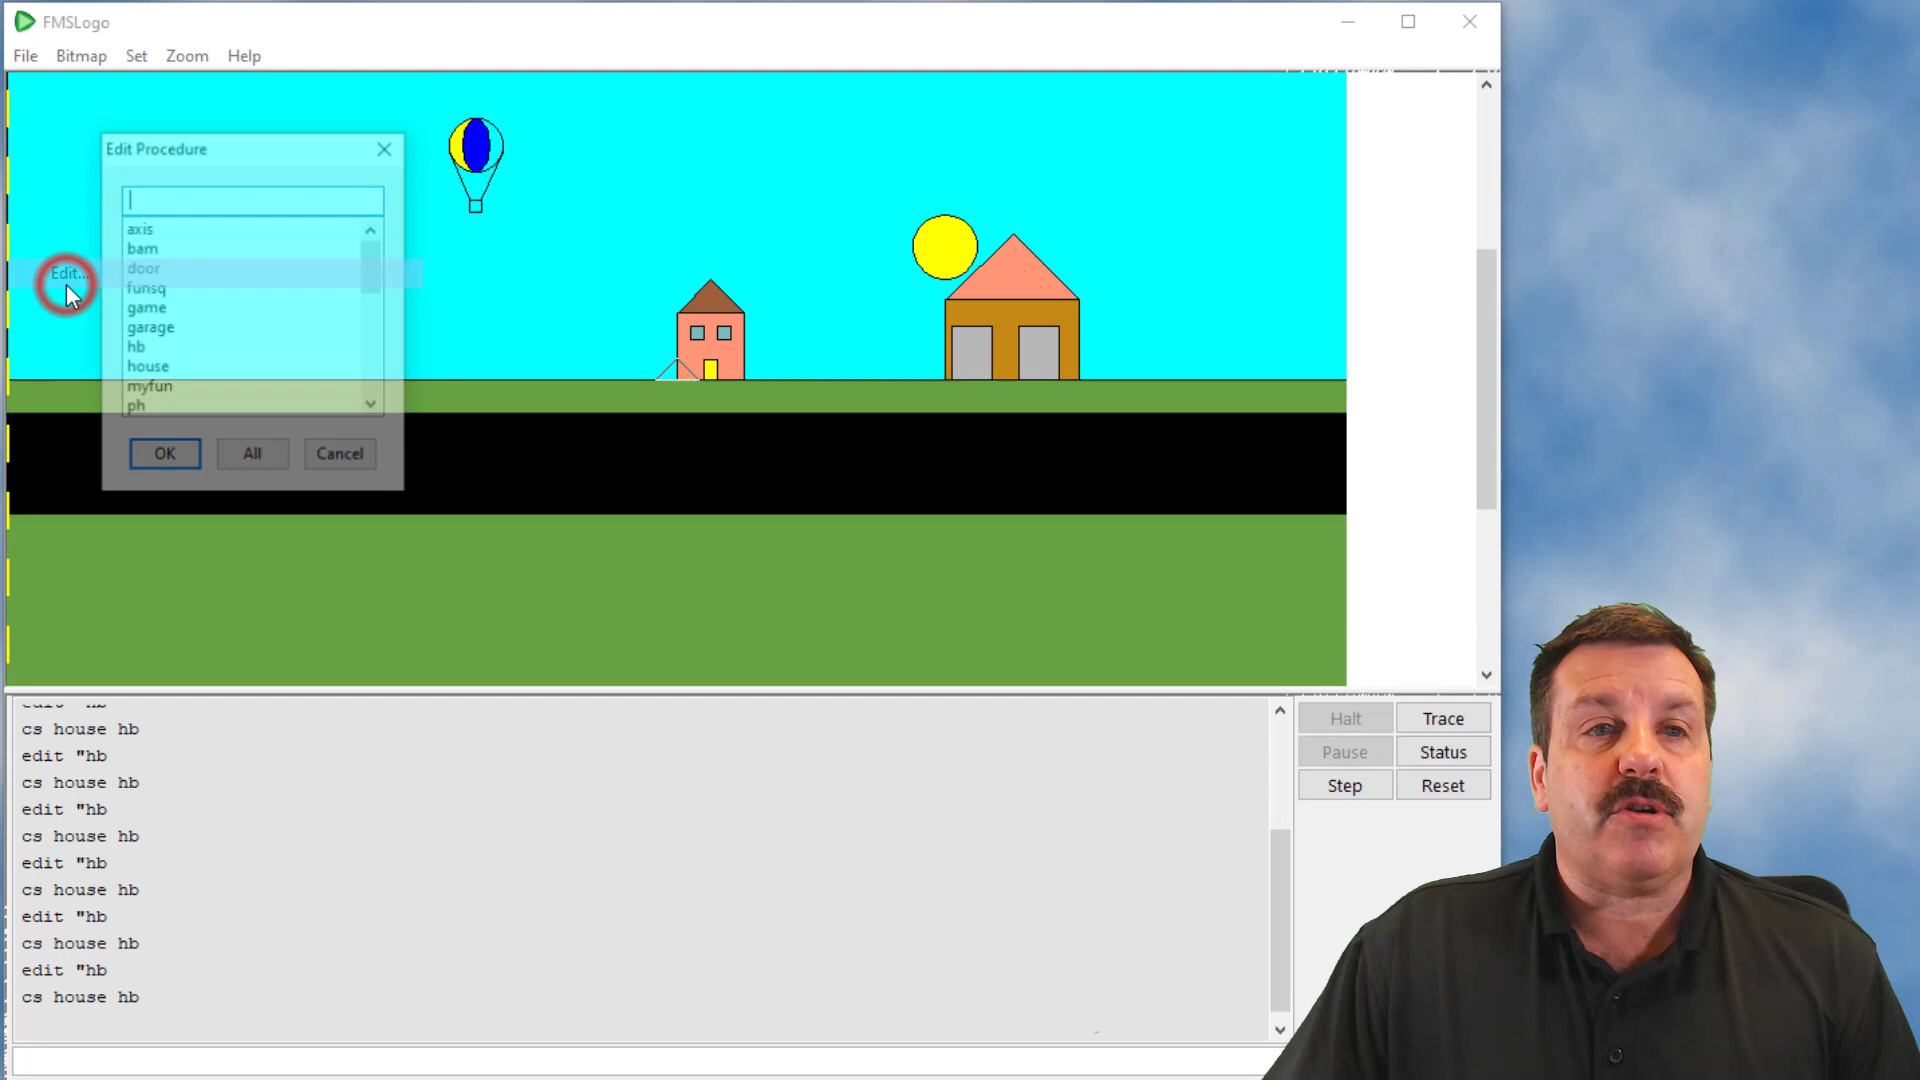 FMSLogo
File Bitmap Set Zoom Help
Edit Procedure
Edit...
axis
bam
door
funsq
game
garage
hb
house
myfun
ph
OK All Cancel
edit "hb
cs house hb
edit "hb
cs house hb
edit "hb
cs house hb
edit "hb
cs house hb
edit "hb
cs house hb
edit "hb
cs house hb
Halt Trace
Pause Status
Step Reset